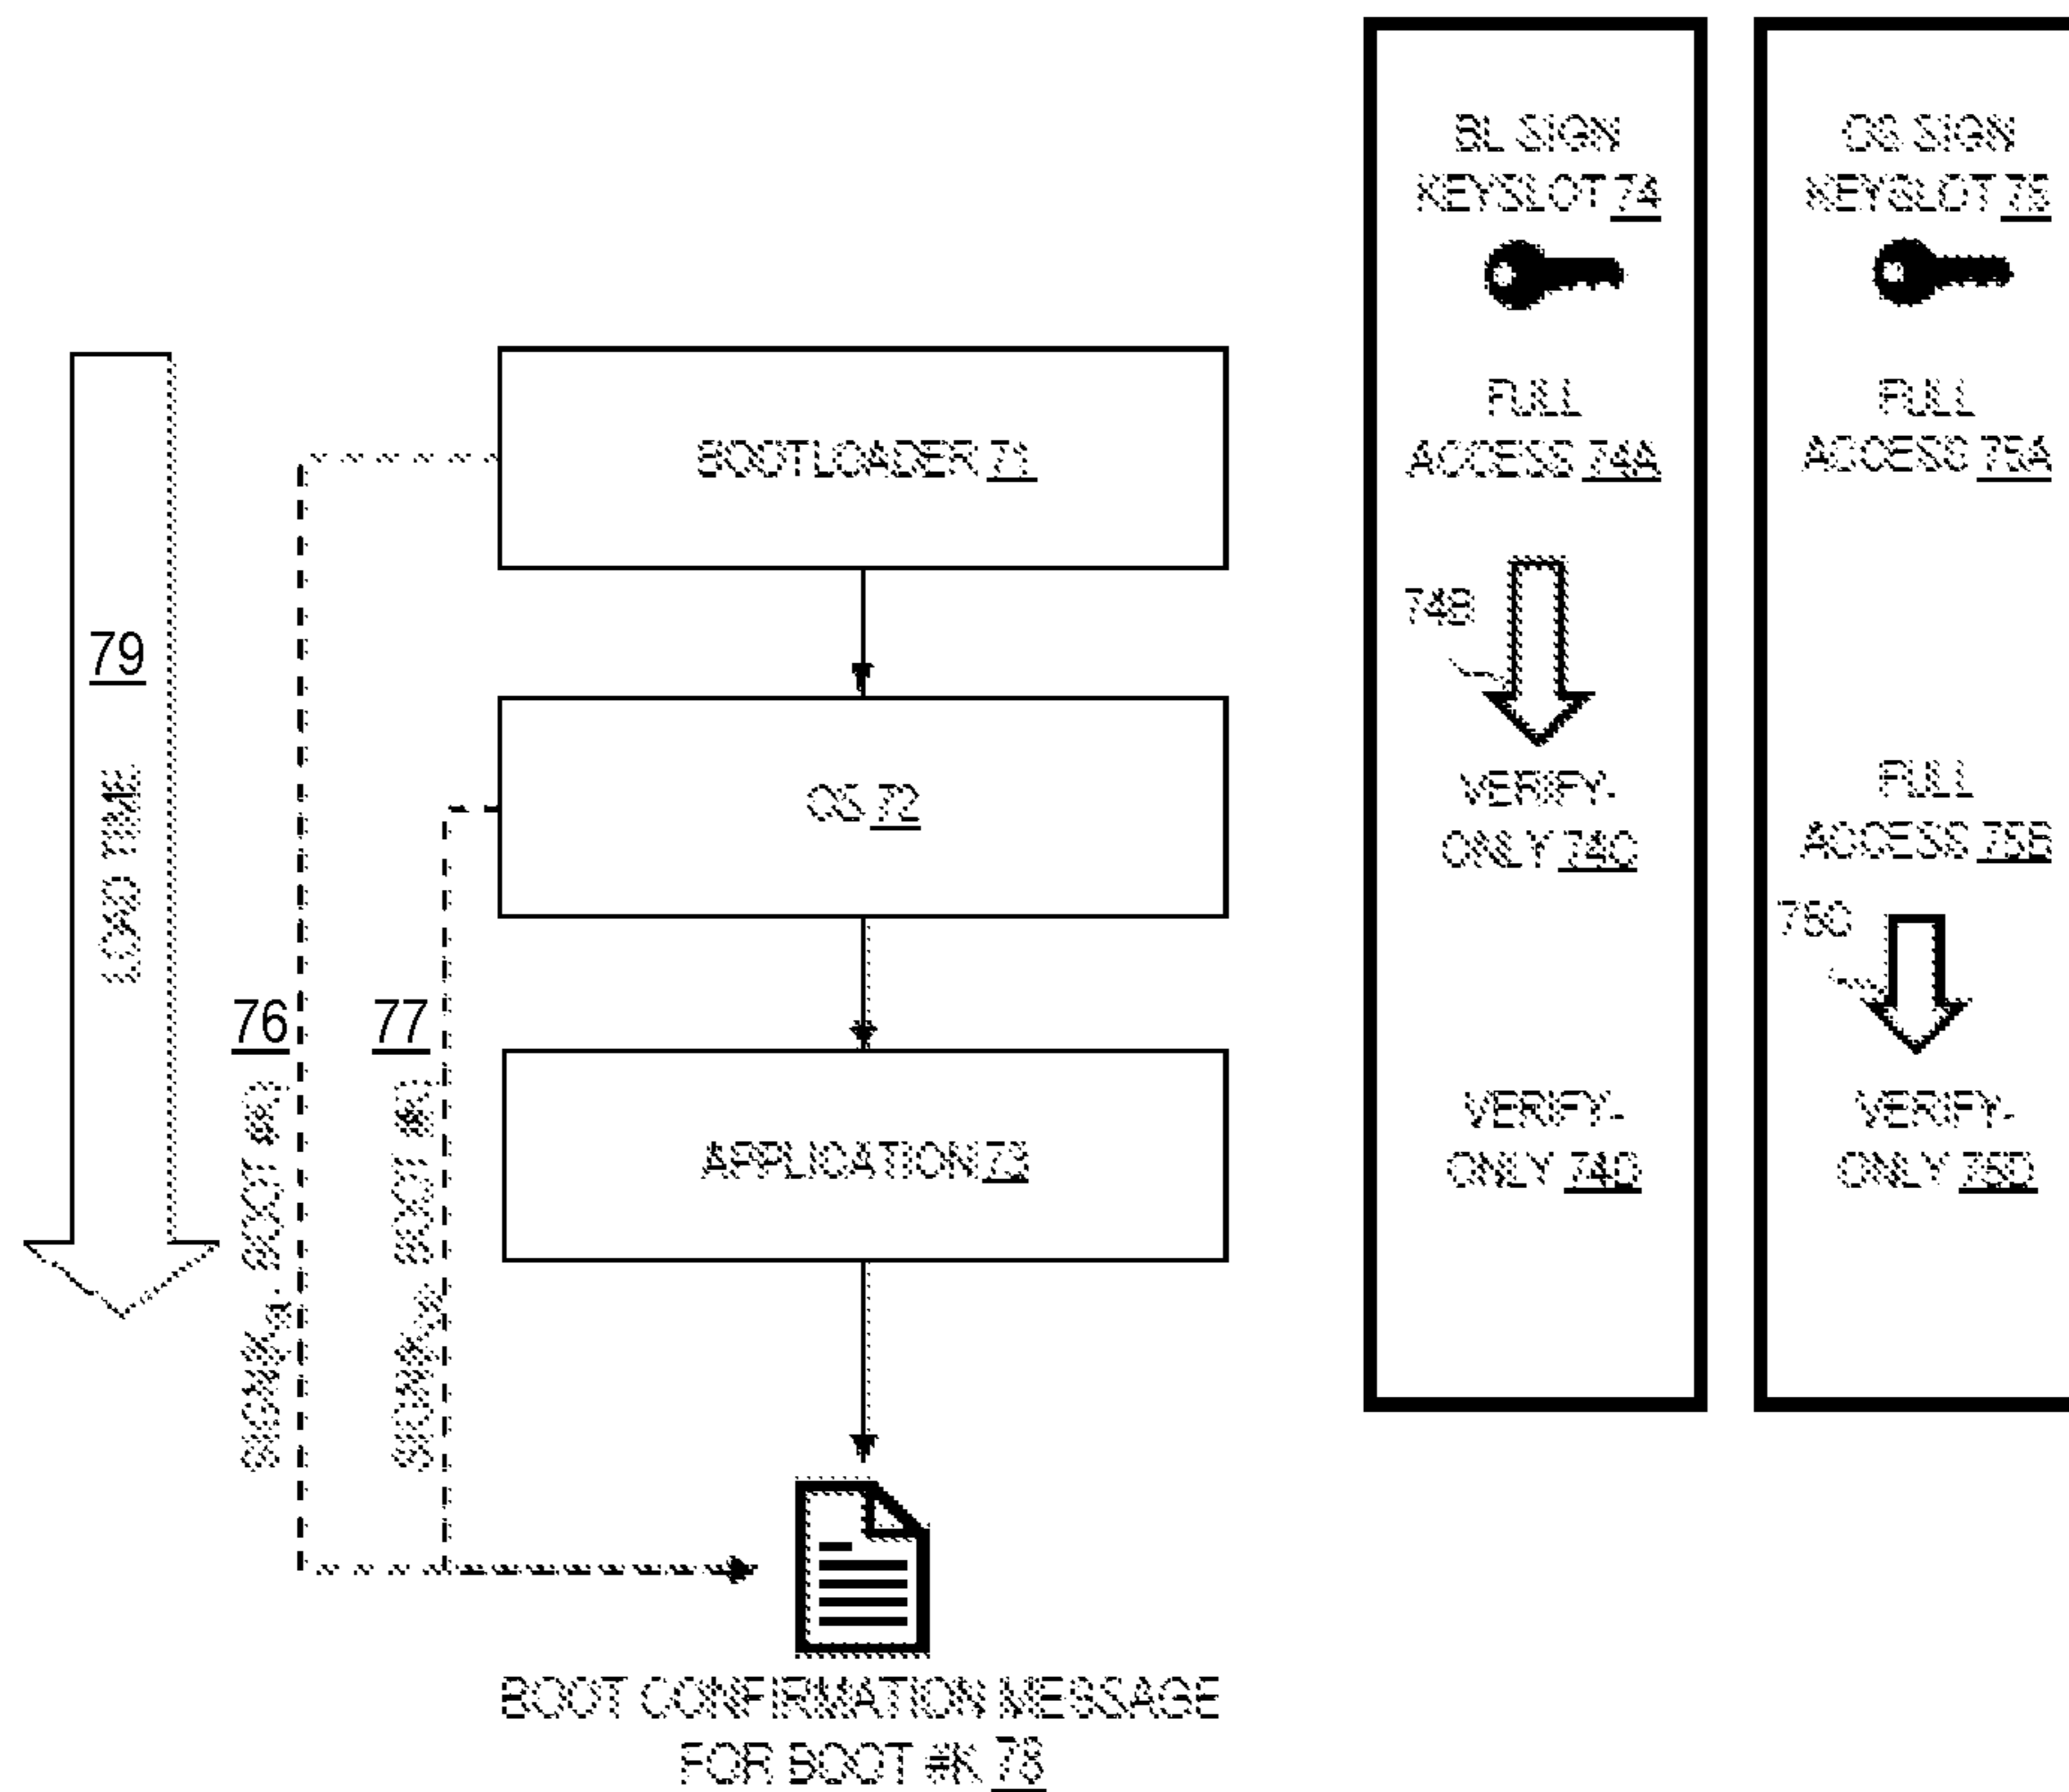 BL SIGN
KEYSLOT 74
OS SIGN
KEYSLOT 75
FULL
ACCESS 74A
FULL
ACCESS 75A
BOOTLOADER 71
74B
79
LOAD TIME
OS 72
VERIFY-
ONLY 74C
FULL
ACCESS 75B
75C
76
77
APPLICATION 73
VERIFY-
ONLY 74D
VERIFY-
ONLY 75D
BOOT CONFIRMATION MESSAGE
FOR BOOT #K 78